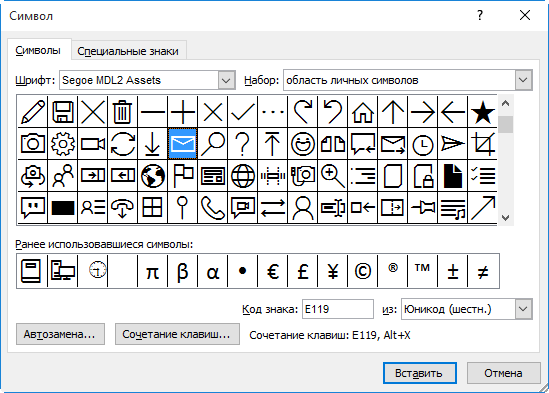 Символ
? ×
Символы Специальные знаки
Шрифт: Segoe MDL2 Assets Набор: область личных символов
Ранее использовавшиеся символы:
π β α • € £ ¥ © ® ™ ± ≠
Код знака: E119 из: Юникод (шестн.)
Автозамена... Сочетание клавиш... Сочетание клавиш: E119, Alt+X
Вставить Отмена